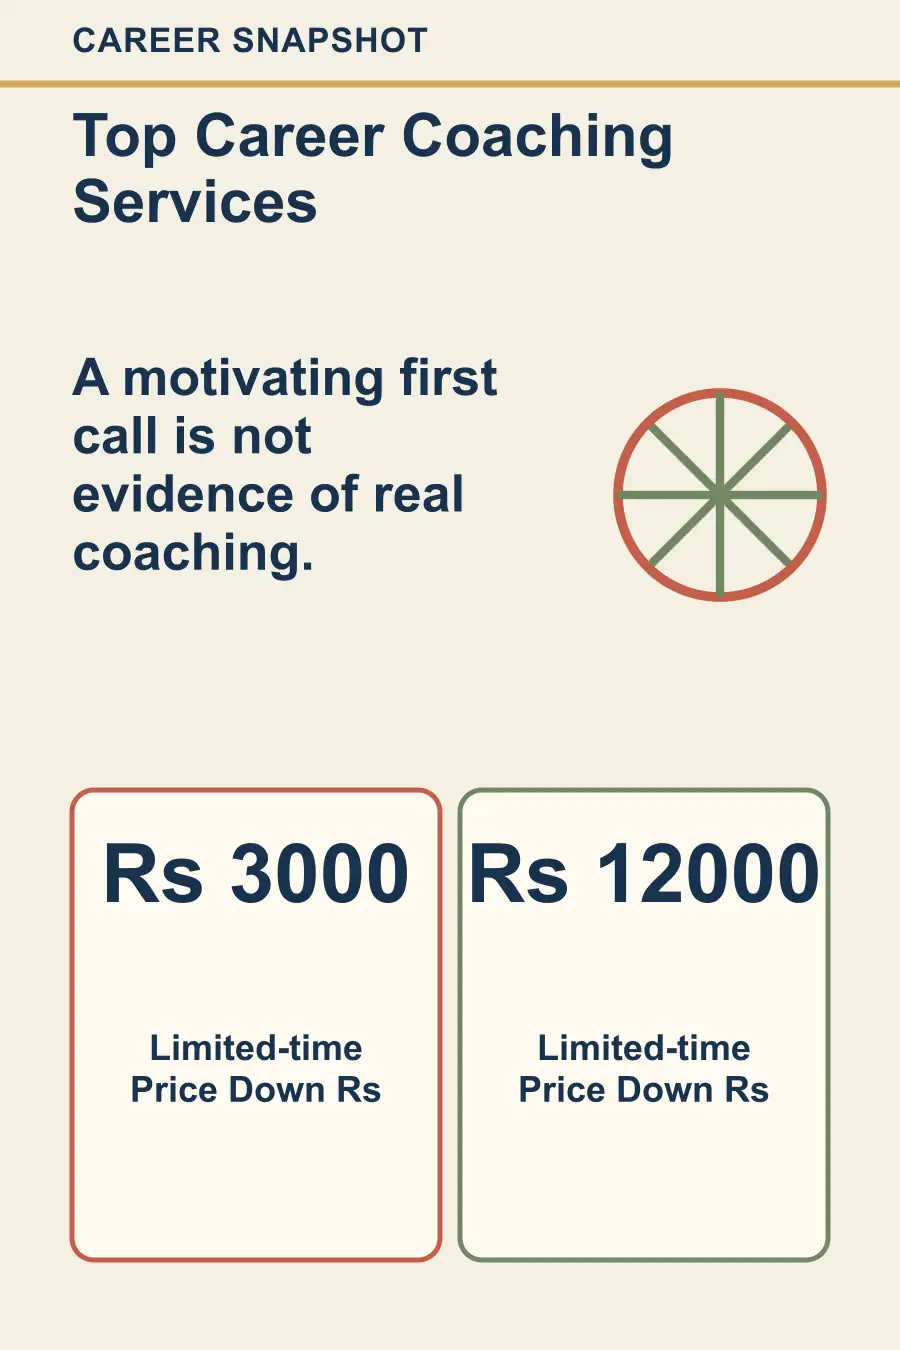 CAREER SNAPSHOT
Top Career Coaching
Services
A motivating first
call is not
evidence of real
coaching.
Rs 3000
Limited-time
Price Down Rs
Rs 12000
Limited-time
Price Down Rs